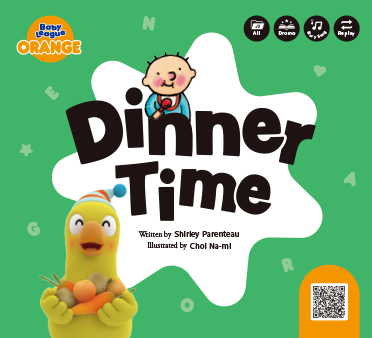 Baby
League
ORANGE
All
Drama
Replay
Dinner
Time
Written by Shirley Parenteau
Illustrated by Choi Na-mi
N
E
G
A
R
O